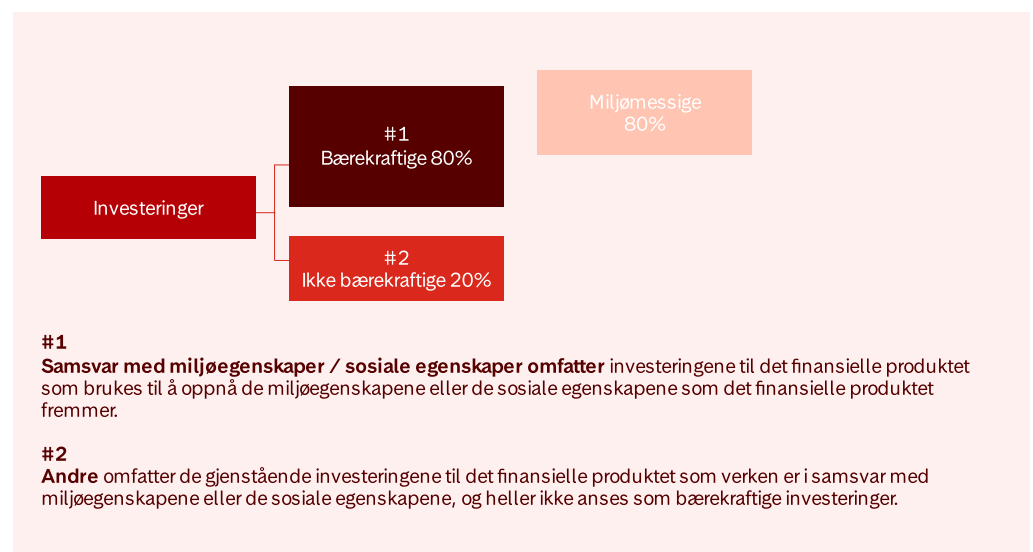 Miljømessige
80%
#1
Bærekraftige 80%
Investeringer
#2
Ikke bærekraftige 20%
#1
Samsvar med miljøegenskaper / sosiale egenskaper omfatter investeringene til det finansielle produktet
som brukes til å oppnå de miljøegenskapene eller de sosiale egenskapene som det finansielle produktet
fremmer.
#2
Andre omfatter de gjenstående investeringene til det finansielle produktet som verken er i samsvar med
miljøegenskapene eller de sosiale egenskapene, og heller ikke anses som bærekraftige investeringer.